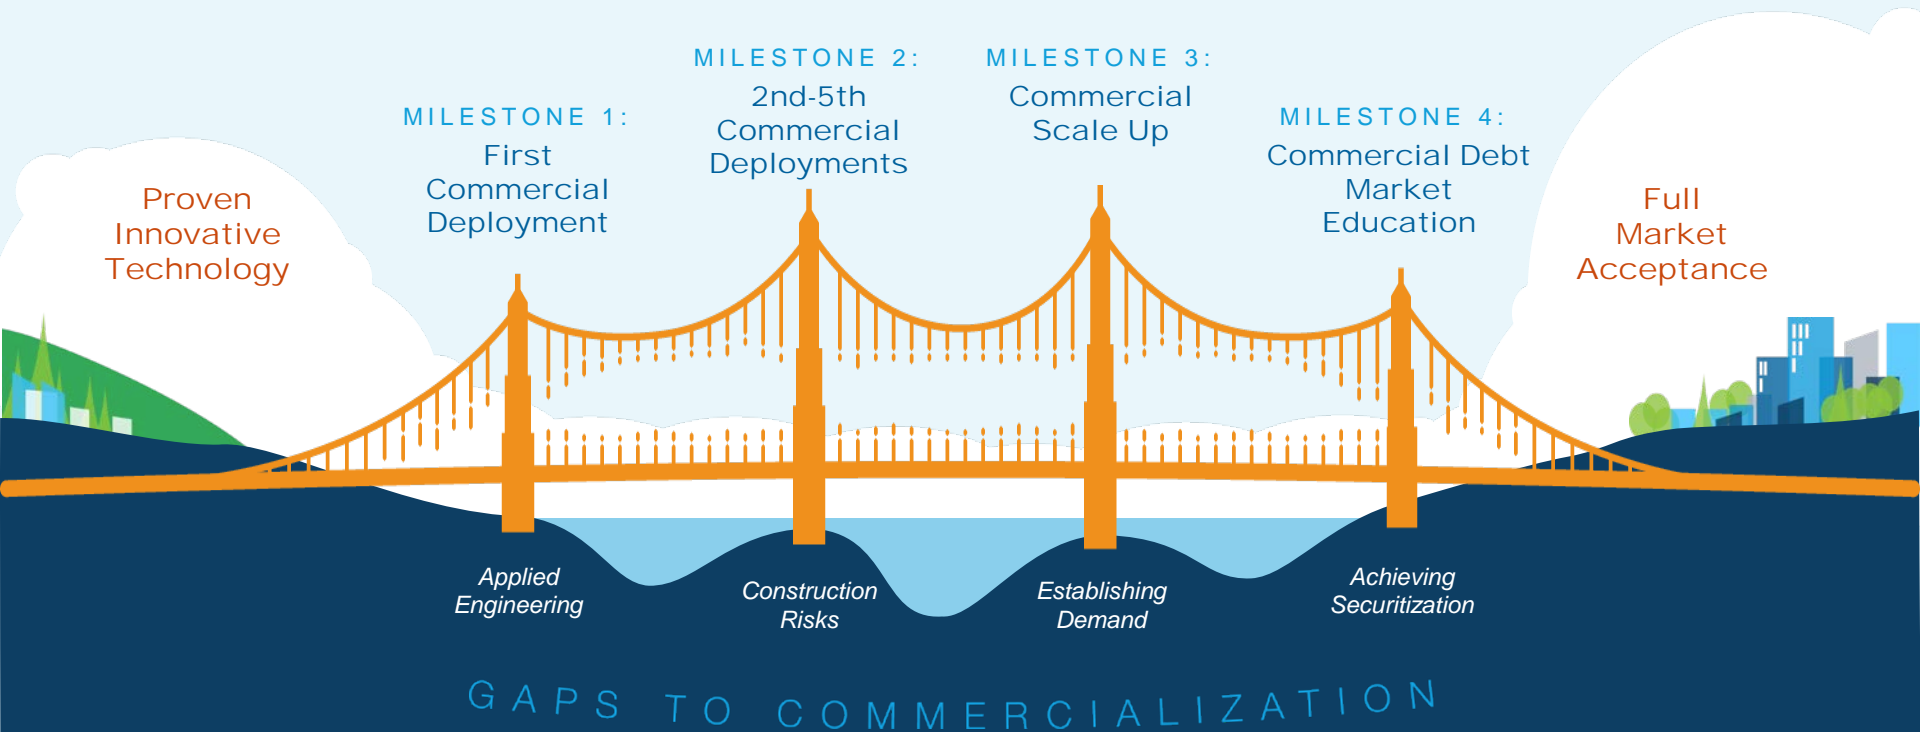 Proven
Innovative
Technology
MILESTONE 1:
First
Commercial
Deployment
MILESTONE 2:
2nd-5th
Commercial
Deployments
MILESTONE 3:
Commercial
Scale Up
MILESTONE 4:
Commercial Debt
Market
Education
Full
Market
Acceptance
Applied
Engineering
Construction
Risks
Establishing
Demand
Achieving
Securitization
GAPS TO COMMERCIALIZATION